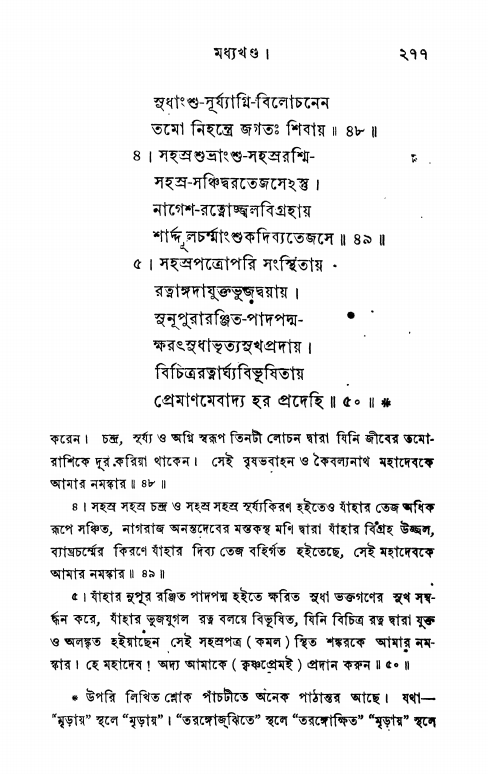 মধ্যখণ্ড। ২৭৭
সুধাংশু-সূর্য্যাগ্নি-বিলোচনেন
তমো নিহন্ত্রে জগতঃ শিবায় ॥ ৪৮ ॥
৪। সহস্রশুভ্রাংশু-সহস্ররশ্মি-
সহস্র-সঞ্চিত্বরতেজসেহস্তু।
নাগেশ-রত্নোজ্জ্বলবিগ্রহায়
শার্দ্দূলচর্ম্মাংশুকদিব্যতেজসে ॥ ৪৯ ॥
৫। সহস্রপত্রোপরি সংস্থিতায়
রত্নাঙ্গদাযুক্তভুজদ্বয়ায়।
সুনূপুরারঞ্জিত-পাদপদ্ম-
ক্ষরৎসুধাভৃত্যসুখপ্রদায়।
বিচিত্ররত্নার্ঘ্যবিভূষিতায়
প্রেমাণমেবাদ্য হর প্রদেহি ॥ ৫০ ॥ *
করেন। চন্দ্র, সূর্য্য ও অগ্নি স্বরূপ তিনটী লোচন দ্বারা যিনি জীবের তমো-
রাশিকে দূর করিয়া থাকেন। সেই বৃষভবাহন ও কৈবল্যনাথ মহাদেবকে
আমার নমস্কার ॥ ৪৮ ॥
৪। সহস্র সহস্র চন্দ্র ও সহস্র সহস্র সূর্য্যকিরণ হইতেও যাঁহার তেজ অধিক
রূপে সঞ্চিত, নাগরাজ অনন্তদেবের মস্তকস্থ মণি দ্বারা যাঁহার বিগ্রহ উজ্জ্বল,
ব্যাঘ্রচর্ম্মের কিরণে যাঁহার দিব্য তেজ বহির্গত হইতেছে, সেই মহাদেবকে
আমার নমস্কার ॥ ৪৯ ॥
৫। যাঁহার নূপুর রঞ্জিত পাদপদ্ম হইতে ক্ষরিত সুধা ভক্তগণের সুখ সম্ব-
র্দ্ধন করে, যাঁহার ভুজযুগল রত্ন বলয়ে বিভূষিত, যিনি বিচিত্র রত্ন দ্বারা যুক্ত
ও অলঙ্কৃত হইয়াছেন সেই সহস্রপত্র ( কমল ) স্থিত শঙ্করকে আমার নম-
স্কার। হে মহাদেব! অদ্য আমাকে ( কৃষ্ণপ্রেমই ) প্রদান করুন ॥ ৫০ ॥
* উপরি লিখিত শ্লোক পাঁচটীতে অনেক পাঠান্তর আছে। যথা—
“মৃড়ায়” স্থলে “মৃড়ায়”। “তরঙ্গোজ্ঝিতে” স্থলে “তরঙ্গোক্ষিত” “মৃড়ায়” স্থলে